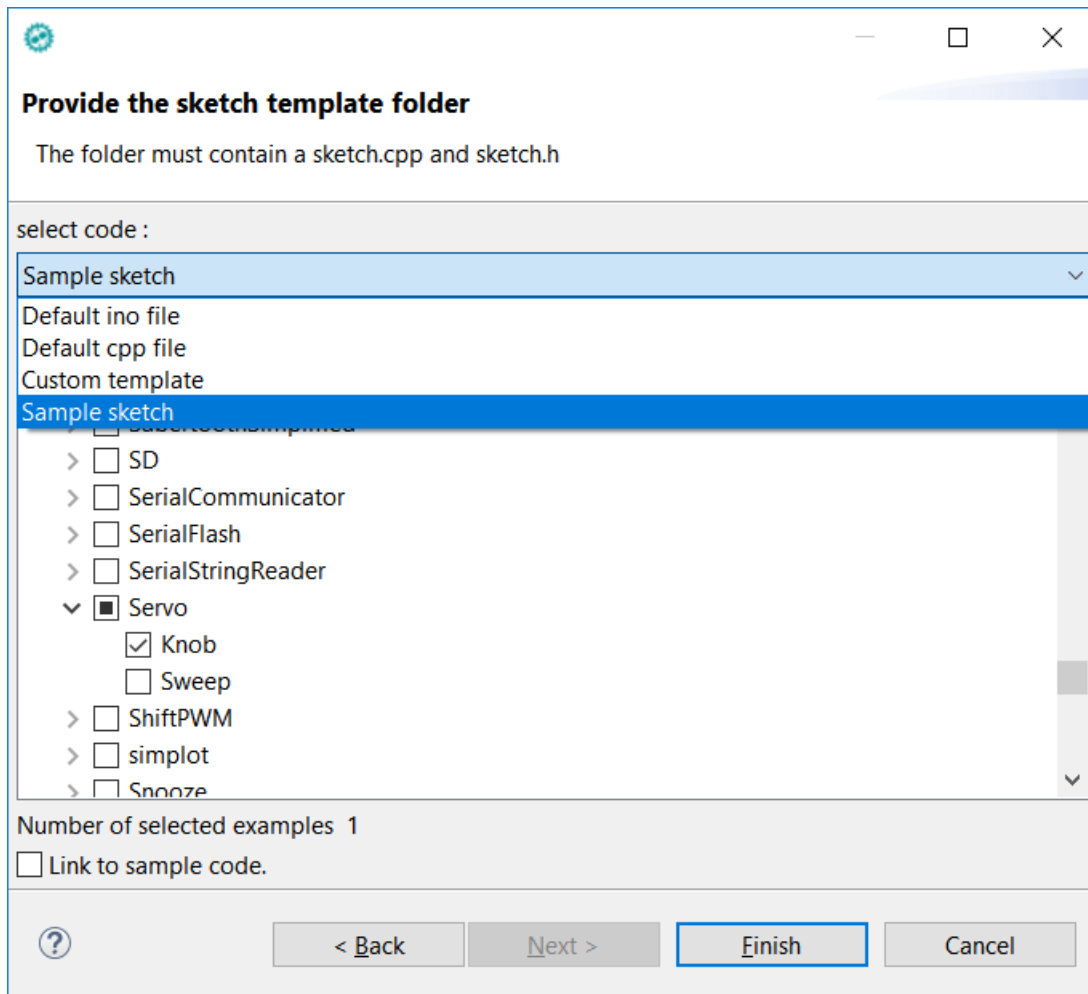 Provide the sketch template folder
The folder must contain a sketch.cpp and sketch.h
select code :
Sample sketch
Default ino file
Default cpp file
Custom template
Sample sketch
SD
SerialCommunicator
SerialFlash
SerialStringReader
Servo
Knob
Sweep
ShiftPWM
simplot
Snooze
Number of selected examples 1
Link to sample code.
?
< Back
Next >
Finish
Cancel